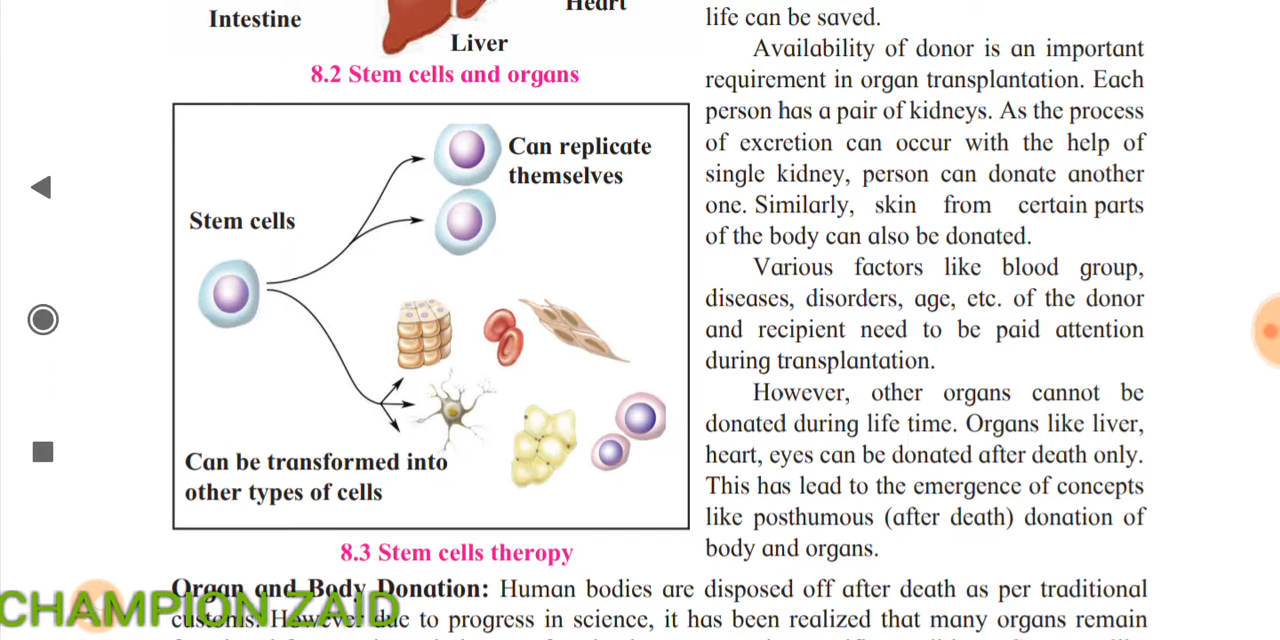 Intestine
Heart
Liver
8.2 Stem cells and organs
Stem cells
Can replicate
themselves
Can be transformed into
other types of cells
8.3 Stem cells theropy
life can be saved.
Availability of donor is an important
requirement in organ transplantation. Each
person has a pair of kidneys. As the process
of excretion can occur with the help of
single kidney, person can donate another
one. Similarly, skin from certain parts
of the body can also be donated.
Various factors like blood group,
diseases, disorders, age, etc. of the donor
and recipient need to be paid attention
during transplantation.
However, other organs cannot be
donated during life time. Organs like liver,
heart, eyes can be donated after death only.
This has lead to the emergence of concepts
like posthumous (after death) donation of
body and organs.
Organ and Body Donation: Human bodies are disposed off after death as per traditional
customs. However due to progress in science, it has been realized that many organs remain
CHAMPION ZAID